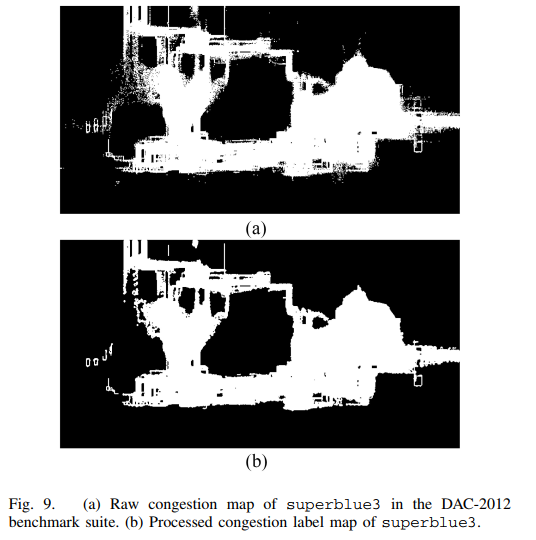 (a)
(b)
Fig. 9. (a) Raw congestion map of superblue3 in the DAC-2012
benchmark suite. (b) Processed congestion label map of superblue3.